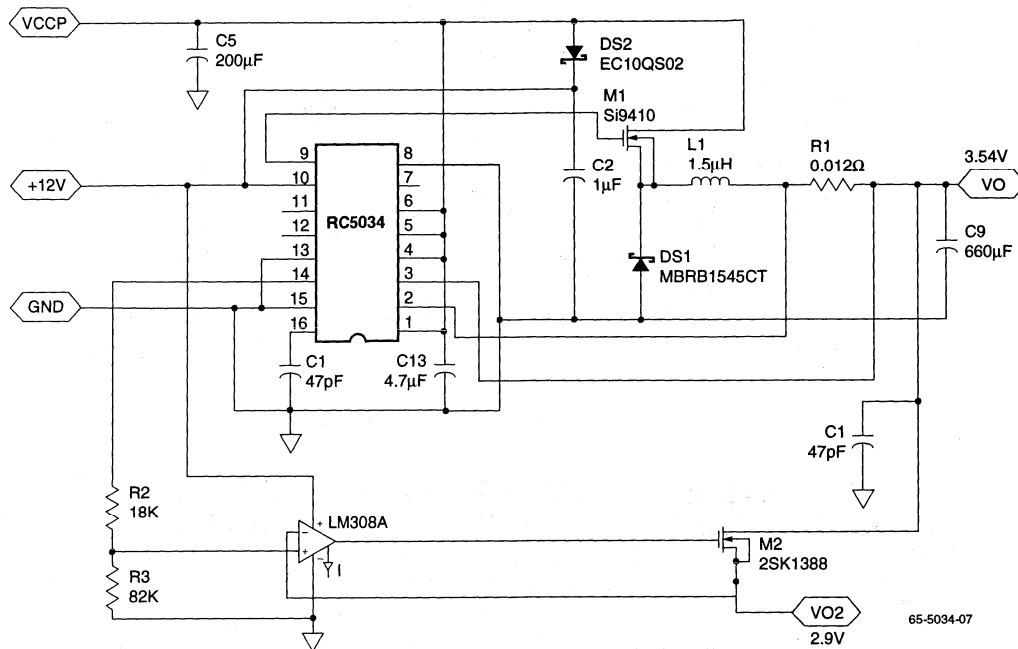 VCCP
C5
200µF
DS2
EC10QS02
M1
Si9410
L1
1.5µH
R1
0.012Ω
3.54V
VO
C9
660µF
+12V
9
10
11
12
13
14
15
16
RC5034
8
7
6
5
4
3
2
1
C2
1µF
DS1
MBRB1545CT
GND
C1
47pF
C13
4.7µF
C1
47pF
R2
18K
R3
82K
+
LM308A
−
+
−
M2
2SK1388
VO2
2.9V
65-5034-07